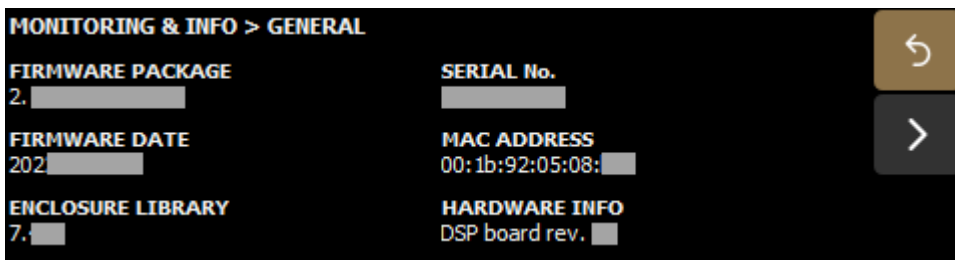 MONITORING & INFO > GENERAL
FIRMWARE PACKAGE
2.
SERIAL No.
FIRMWARE DATE
202
MAC ADDRESS
00:1b:92:05:08:
ENCLOSURE LIBRARY
7.
HARDWARE INFO
DSP board rev.